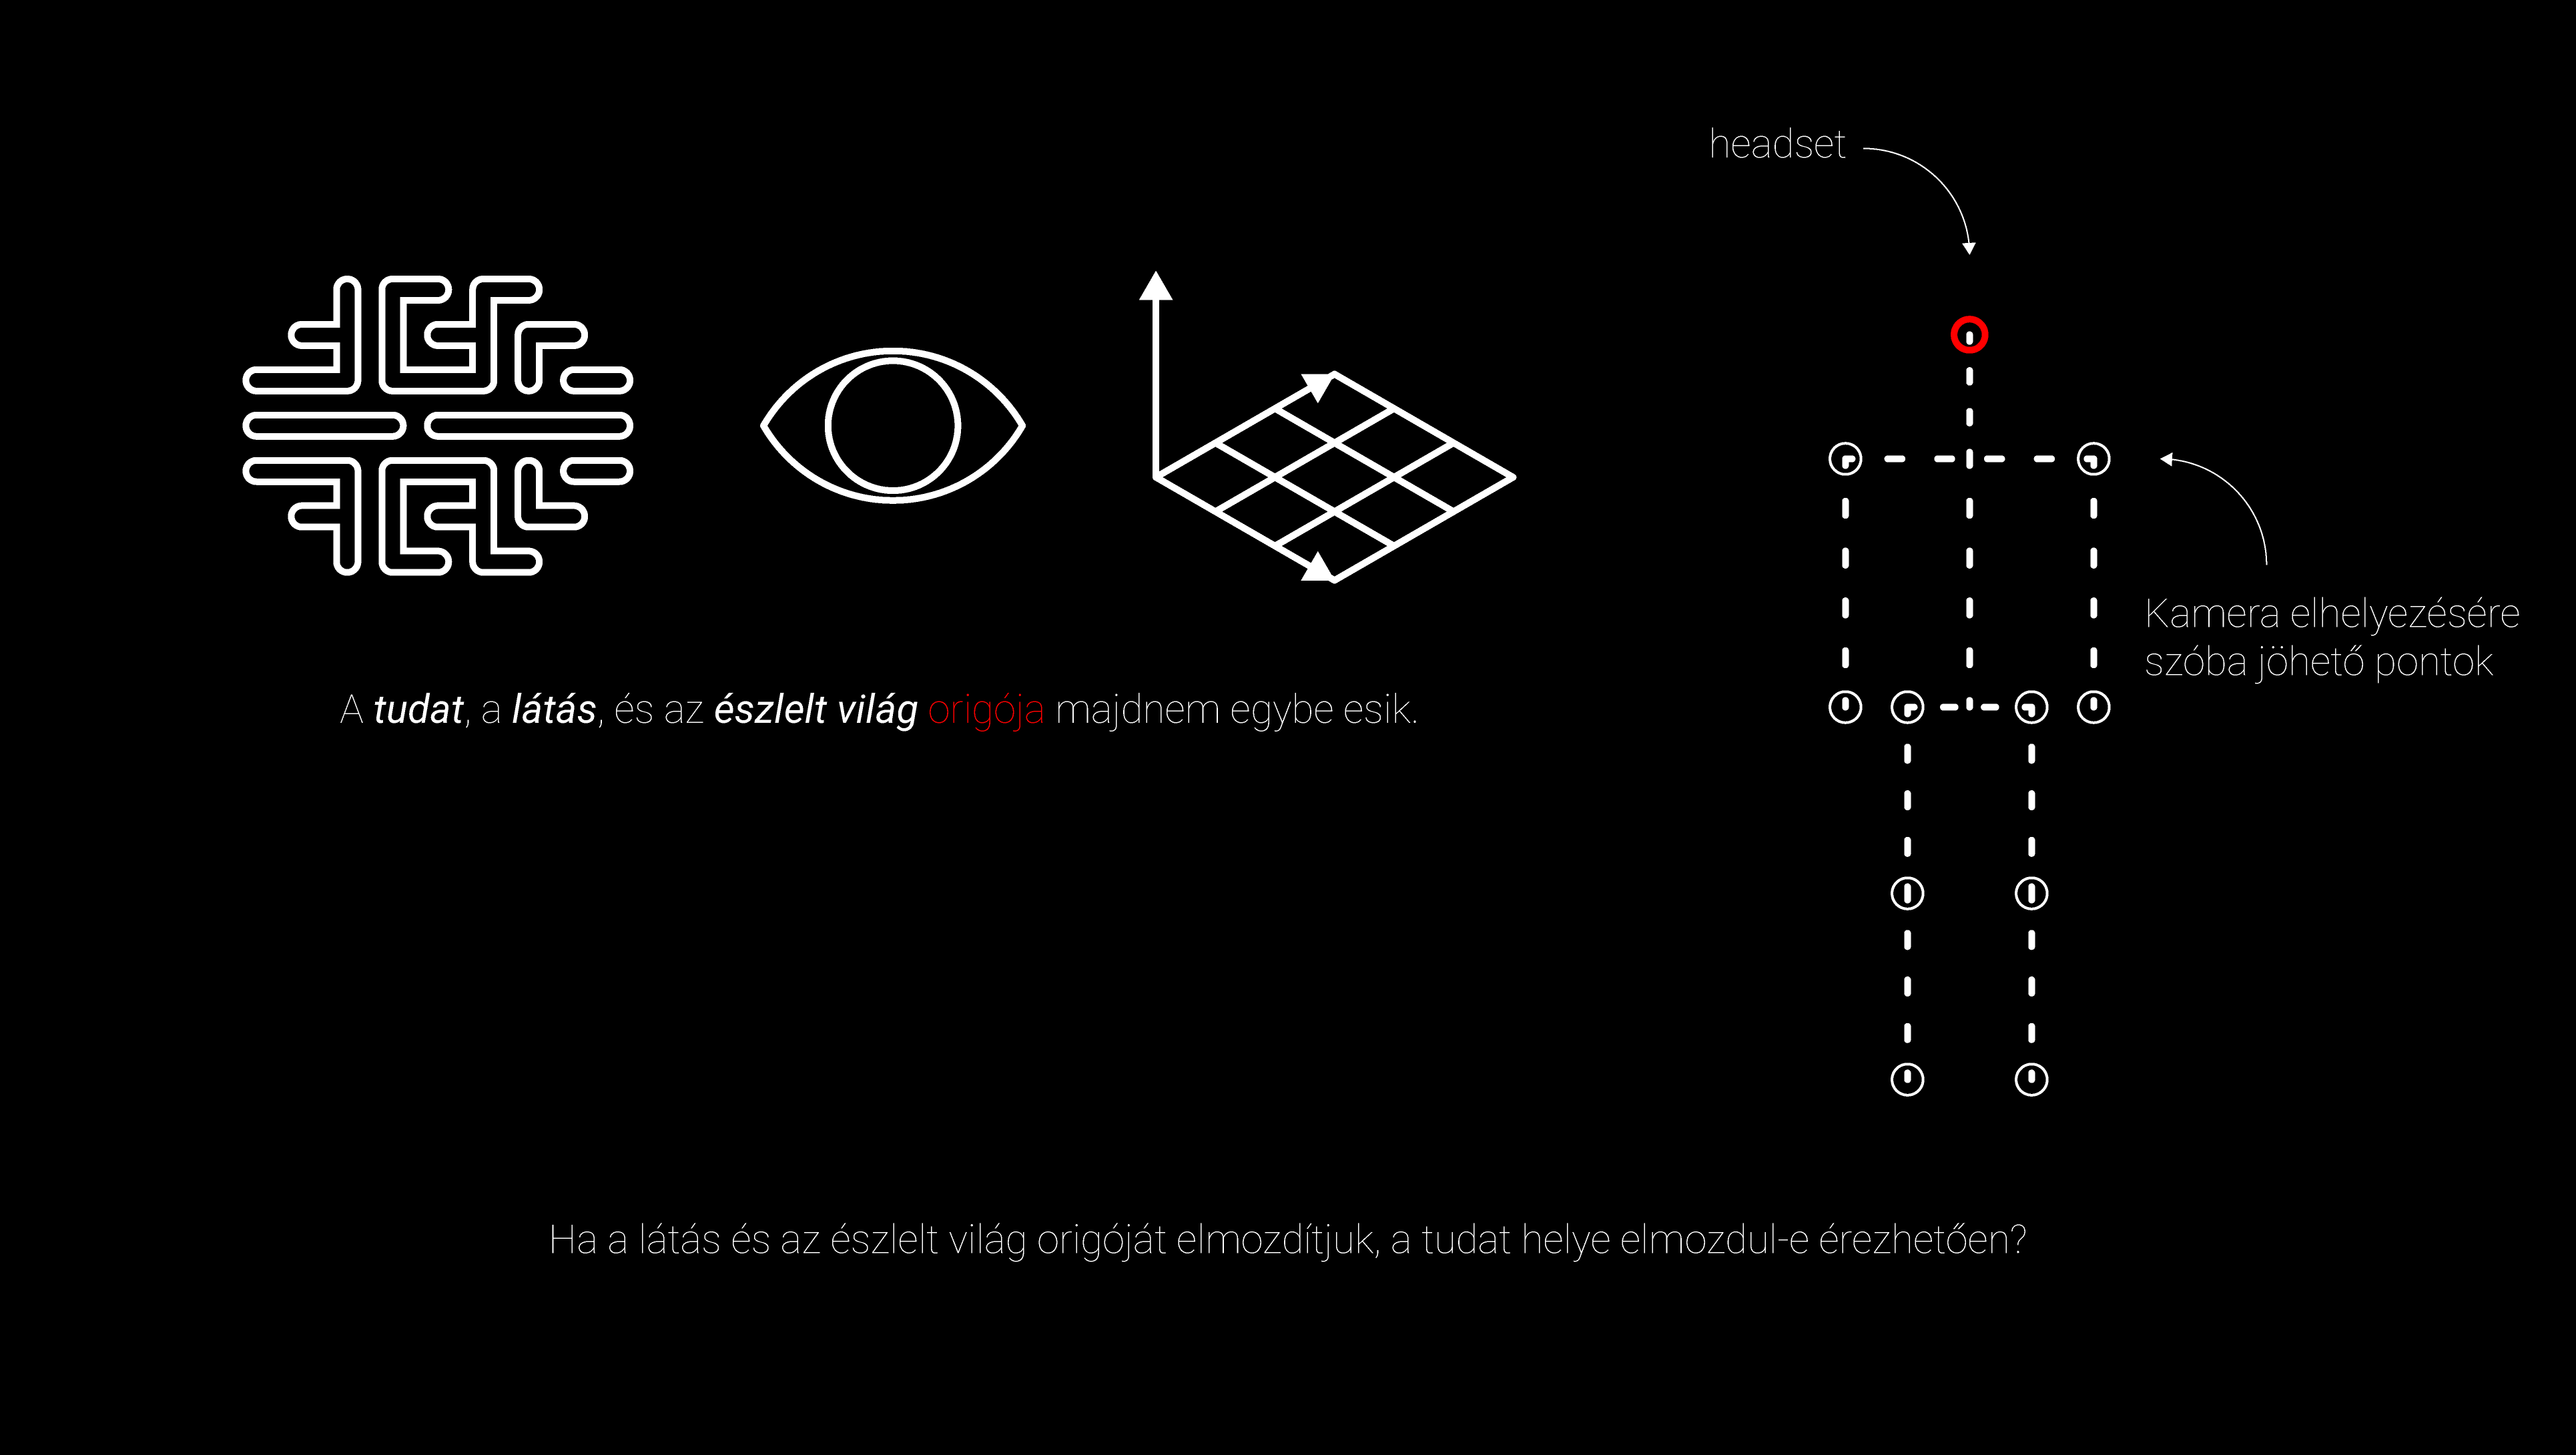 headset
A tudat, a látás, és az észlelt világ origója majdnem egybe esik.
Kamera elhelyezésére
szóba jöhető pontok
Ha a látás és az észlelt világ origóját elmozdítjuk, a tudat helye elmozdul-e érezhetően?